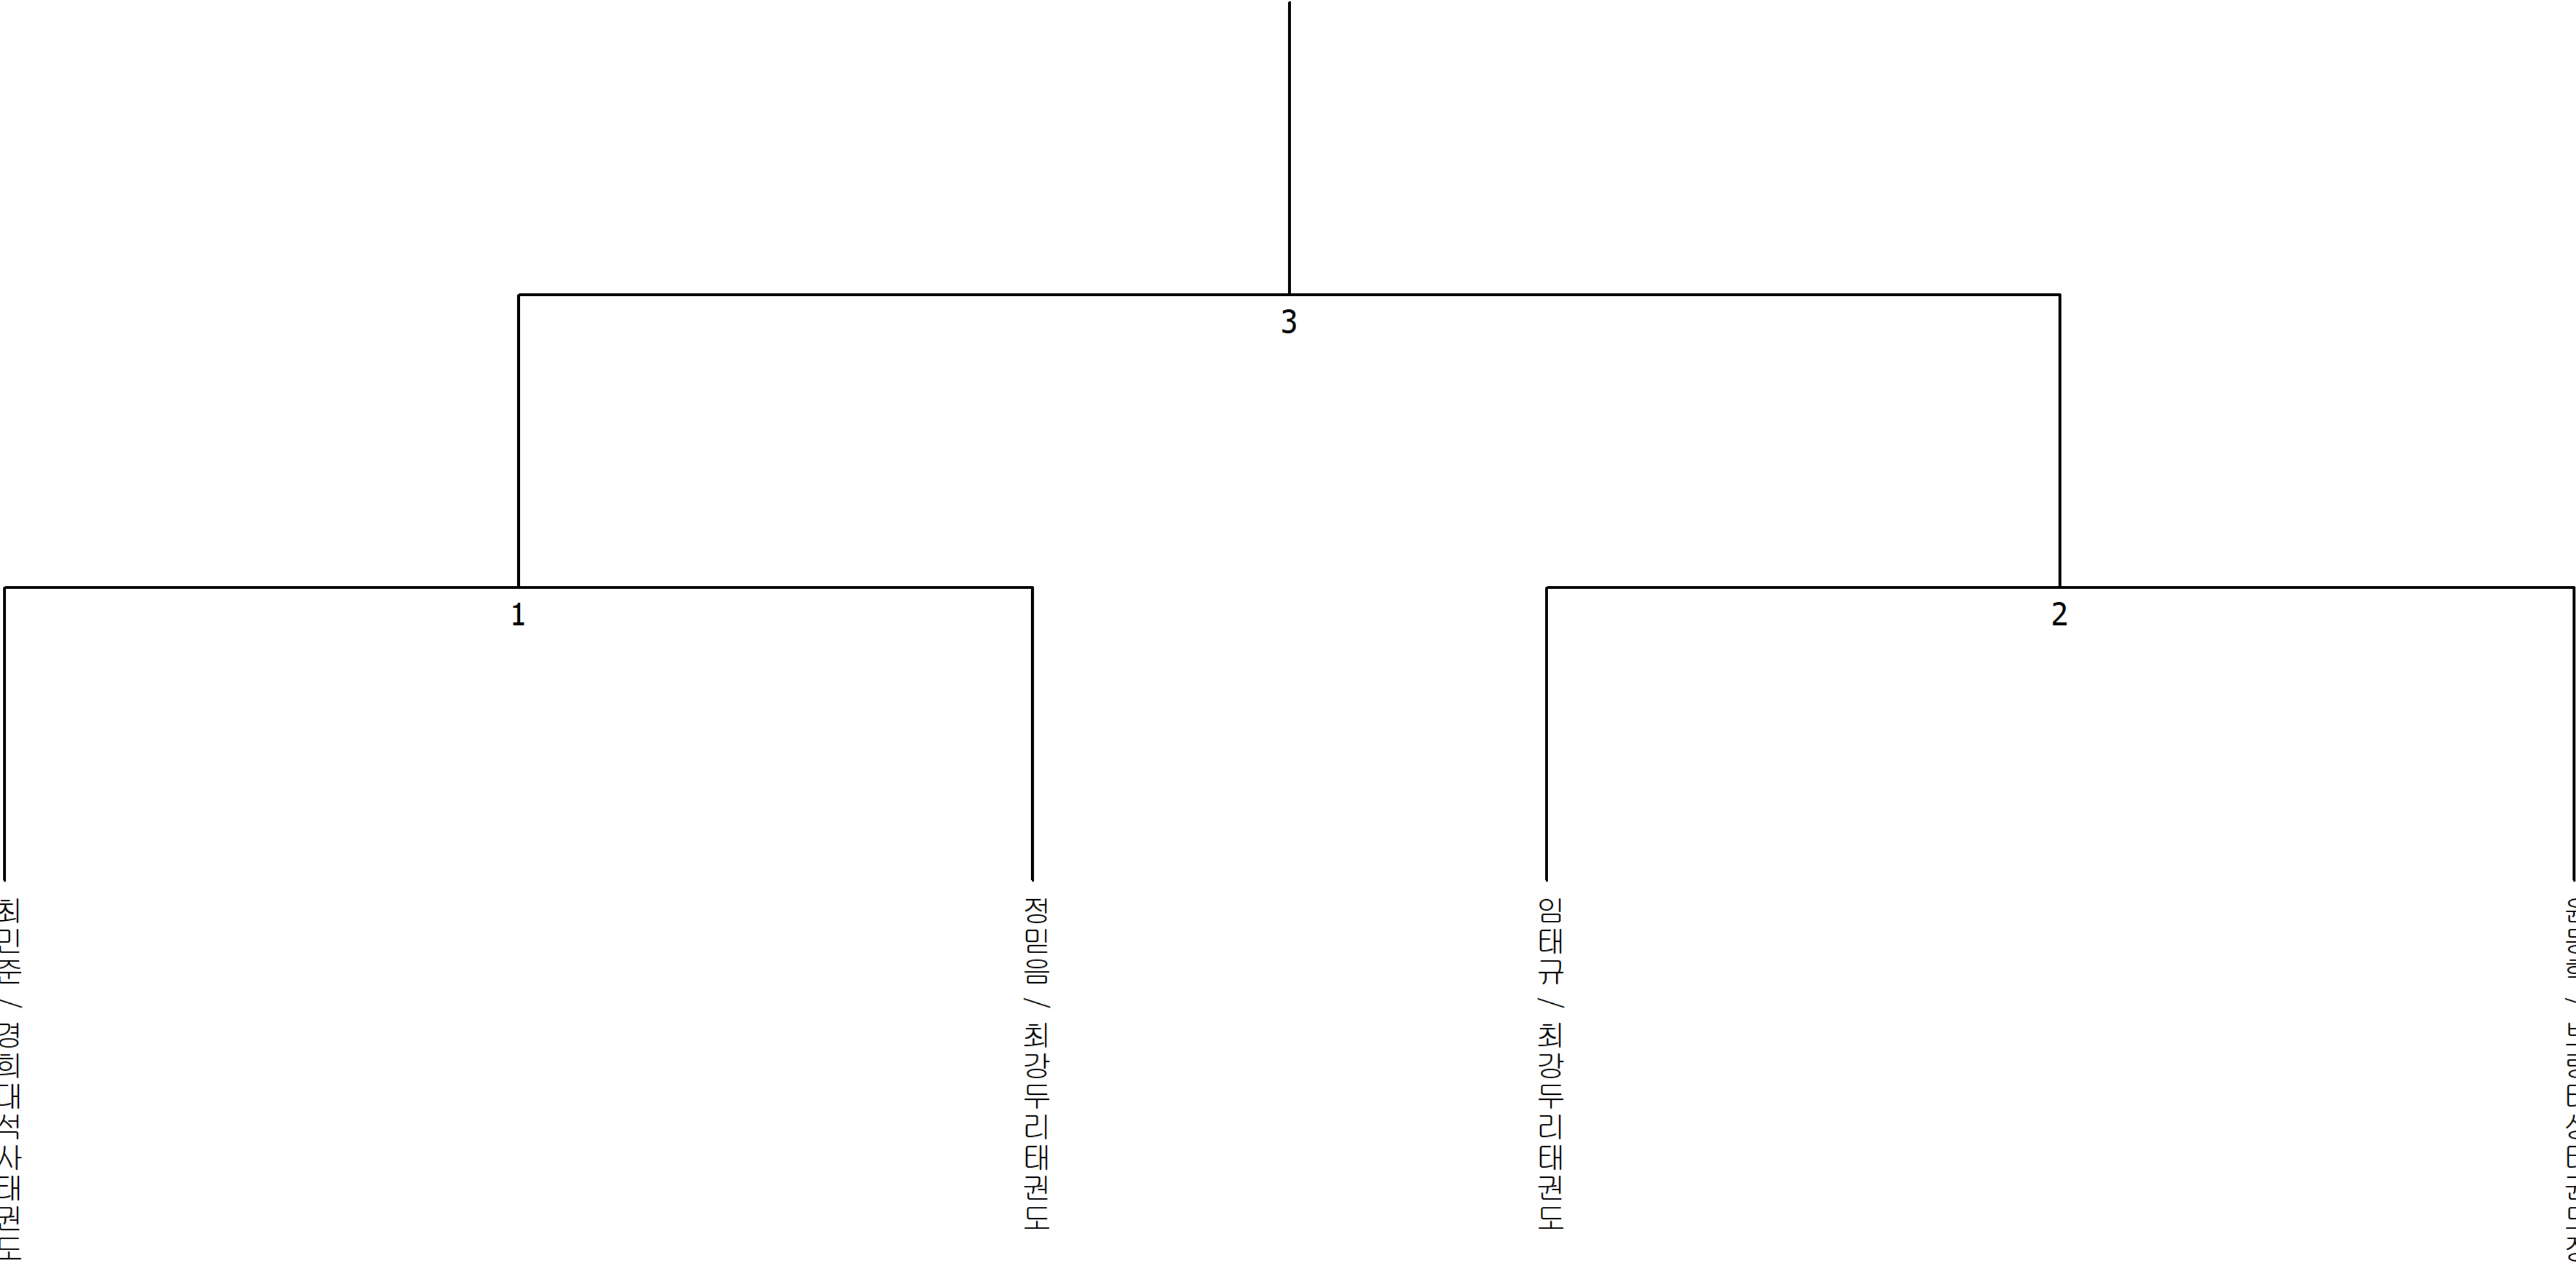 3
1
2
최민준 / 경희대석사태권도
정믿음 / 최강두리태권도
임태규 / 최강두리태권도